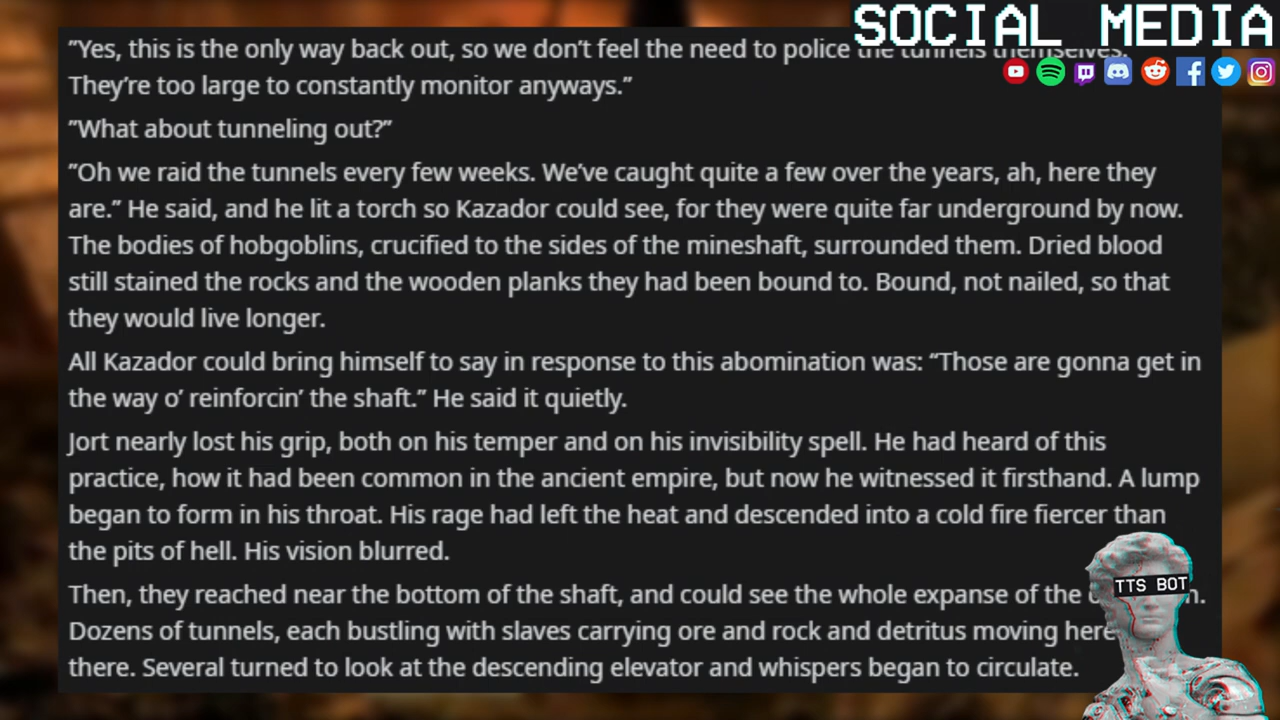 SOCIAL MEDIA
”Yes, this is the only way back out, so we don’t feel the need to police the tunnels themselves.
They’re too large to constantly monitor anyways.”
”What about tunneling out?”
”Oh we raid the tunnels every few weeks. We’ve caught quite a few over the years, ah, here they
are.” He said, and he lit a torch so Kazador could see, for they were quite far underground by now.
The bodies of hobgoblins, crucified to the sides of the mineshaft, surrounded them. Dried blood
still stained the rocks and the wooden planks they had been bound to. Bound, not nailed, so that
they would live longer.
All Kazador could bring himself to say in response to this abomination was: “Those are gonna get in
the way o’ reinforcin’ the shaft.” He said it quietly.
Jort nearly lost his grip, both on his temper and on his invisibility spell. He had heard of this
practice, how it had been common in the ancient empire, but now he witnessed it firsthand. A lump
began to form in his throat. His rage had left the heat and descended into a cold fire fiercer than
the pits of hell. His vision blurred.
Then, they reached near the bottom of the shaft, and could see the whole expanse of the
Dozens of tunnels, each bustling with slaves carrying ore and rock and detritus moving here
there. Several turned to look at the descending elevator and whispers began to circulate.
TTS BOT